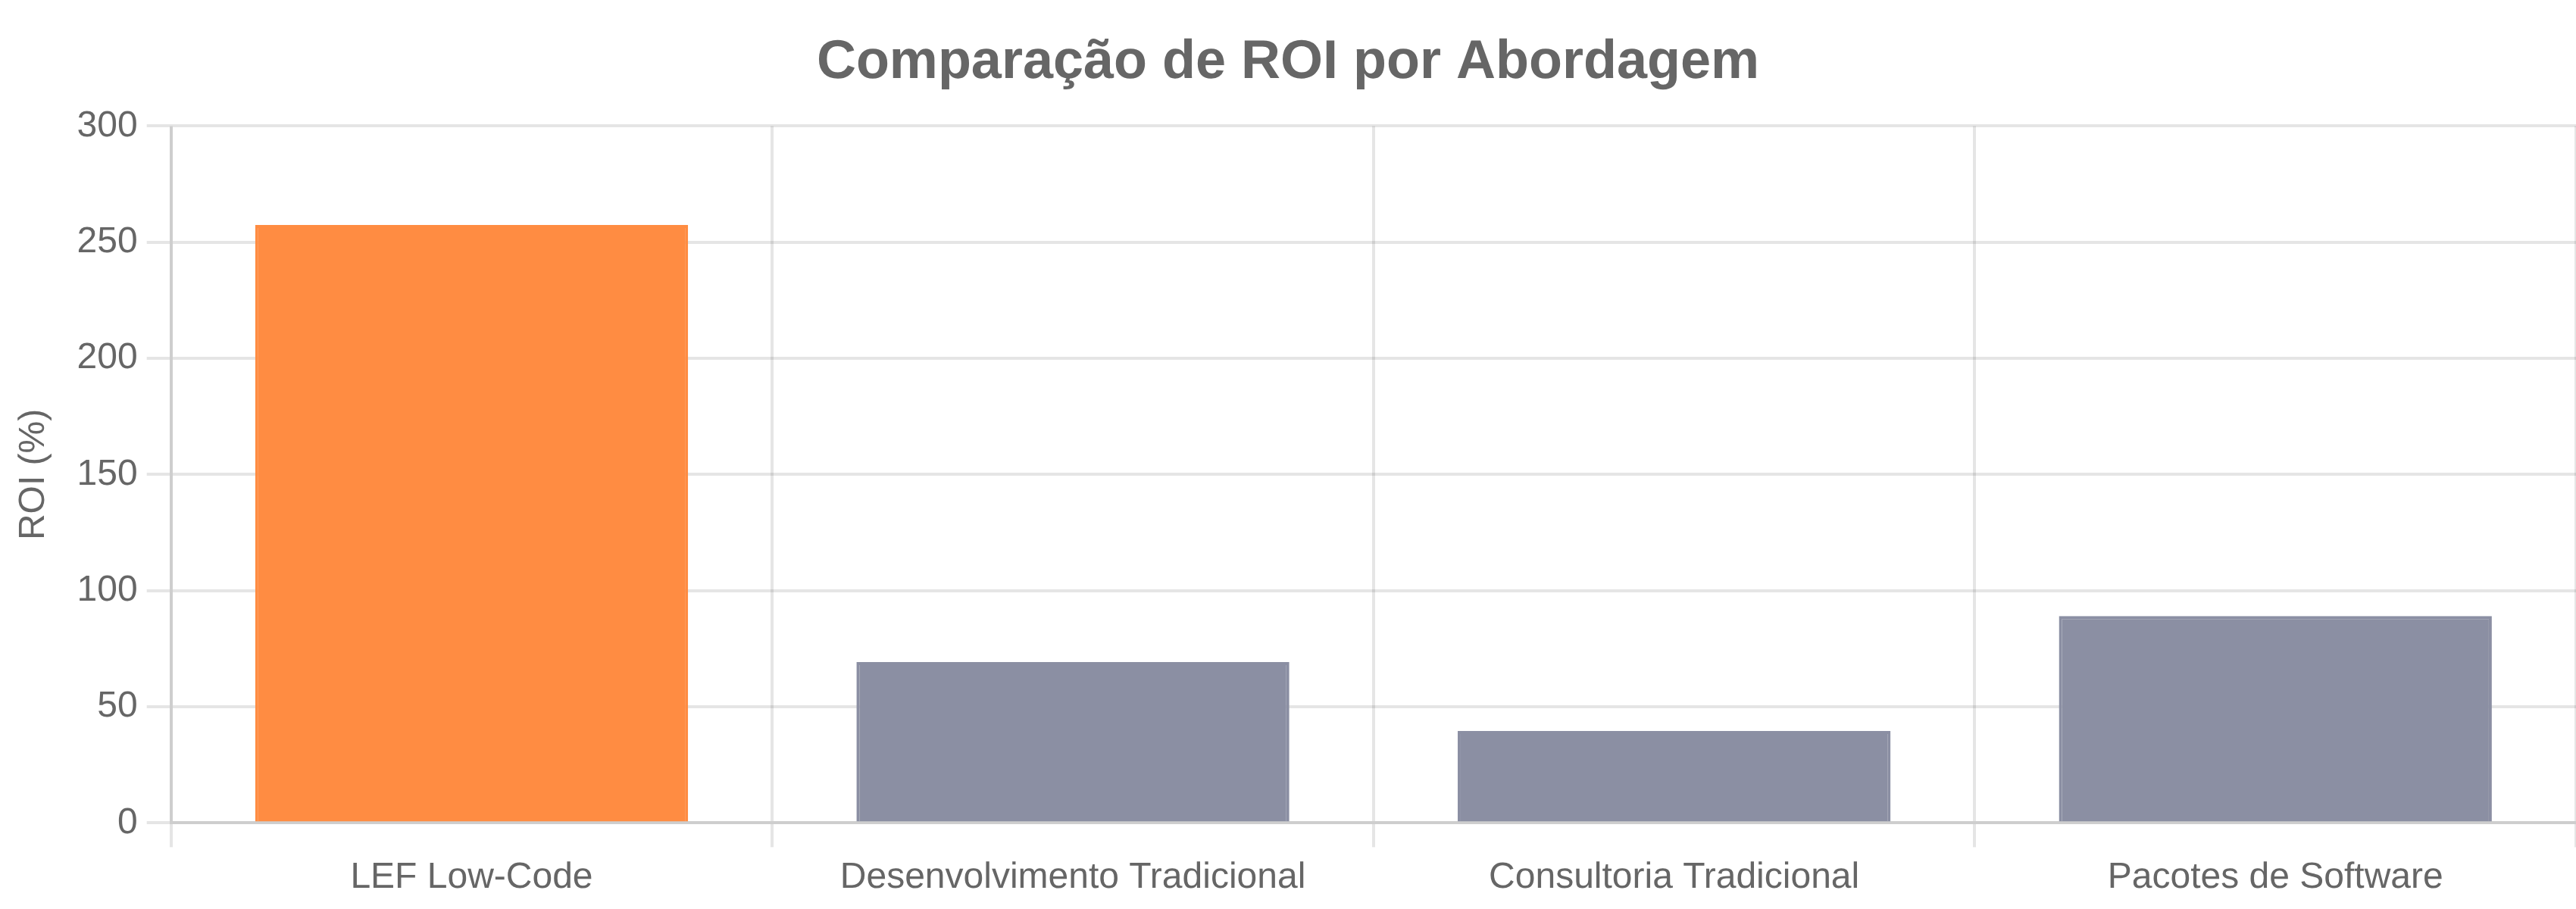 Comparação de ROI por Abordagem
300
250
200
150
100
50
0
ROI (%)
LEF Low-Code
Desenvolvimento Tradicional
Consultoria Tradicional
Pacotes de Software